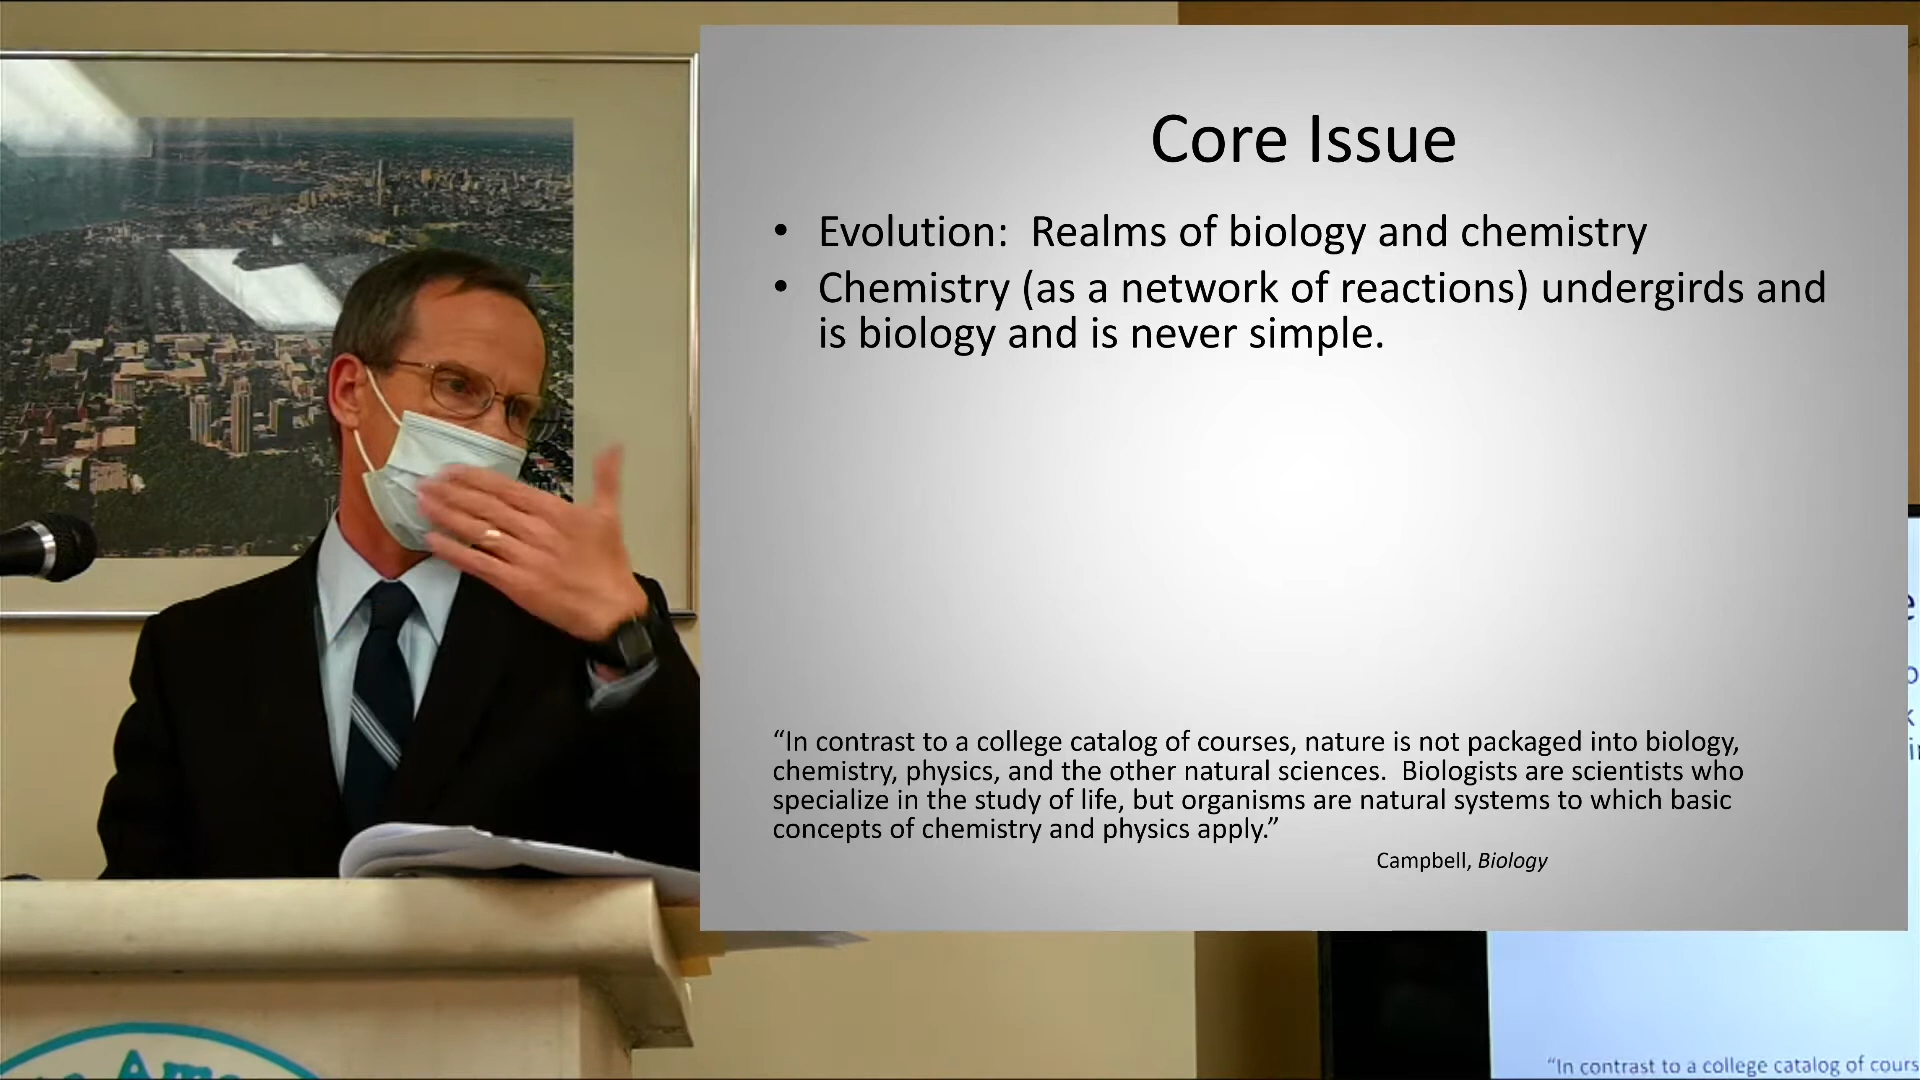 Core Issue
• Evolution:  Realms of biology and chemistry
• Chemistry (as a network of reactions) undergirds and
is biology and is never simple.
“In contrast to a college catalog of courses, nature is not packaged into biology,
chemistry, physics, and the other natural sciences.  Biologists are scientists who
specialize in the study of life, but organisms are natural systems to which basic
concepts of chemistry and physics apply.”
Campbell, Biology
“In contrast to a college catalog of cours